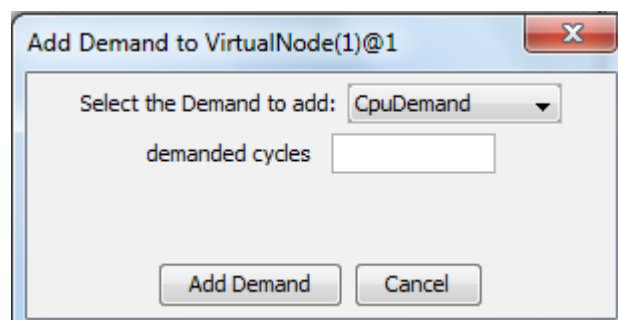 Add Demand to VirtualNode(1)@1
Select the Demand to add: CpuDemand
demanded cycles
Add Demand Cancel